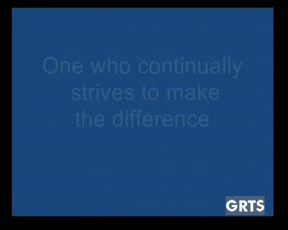 One who continually
strives to make
the difference
GRTS